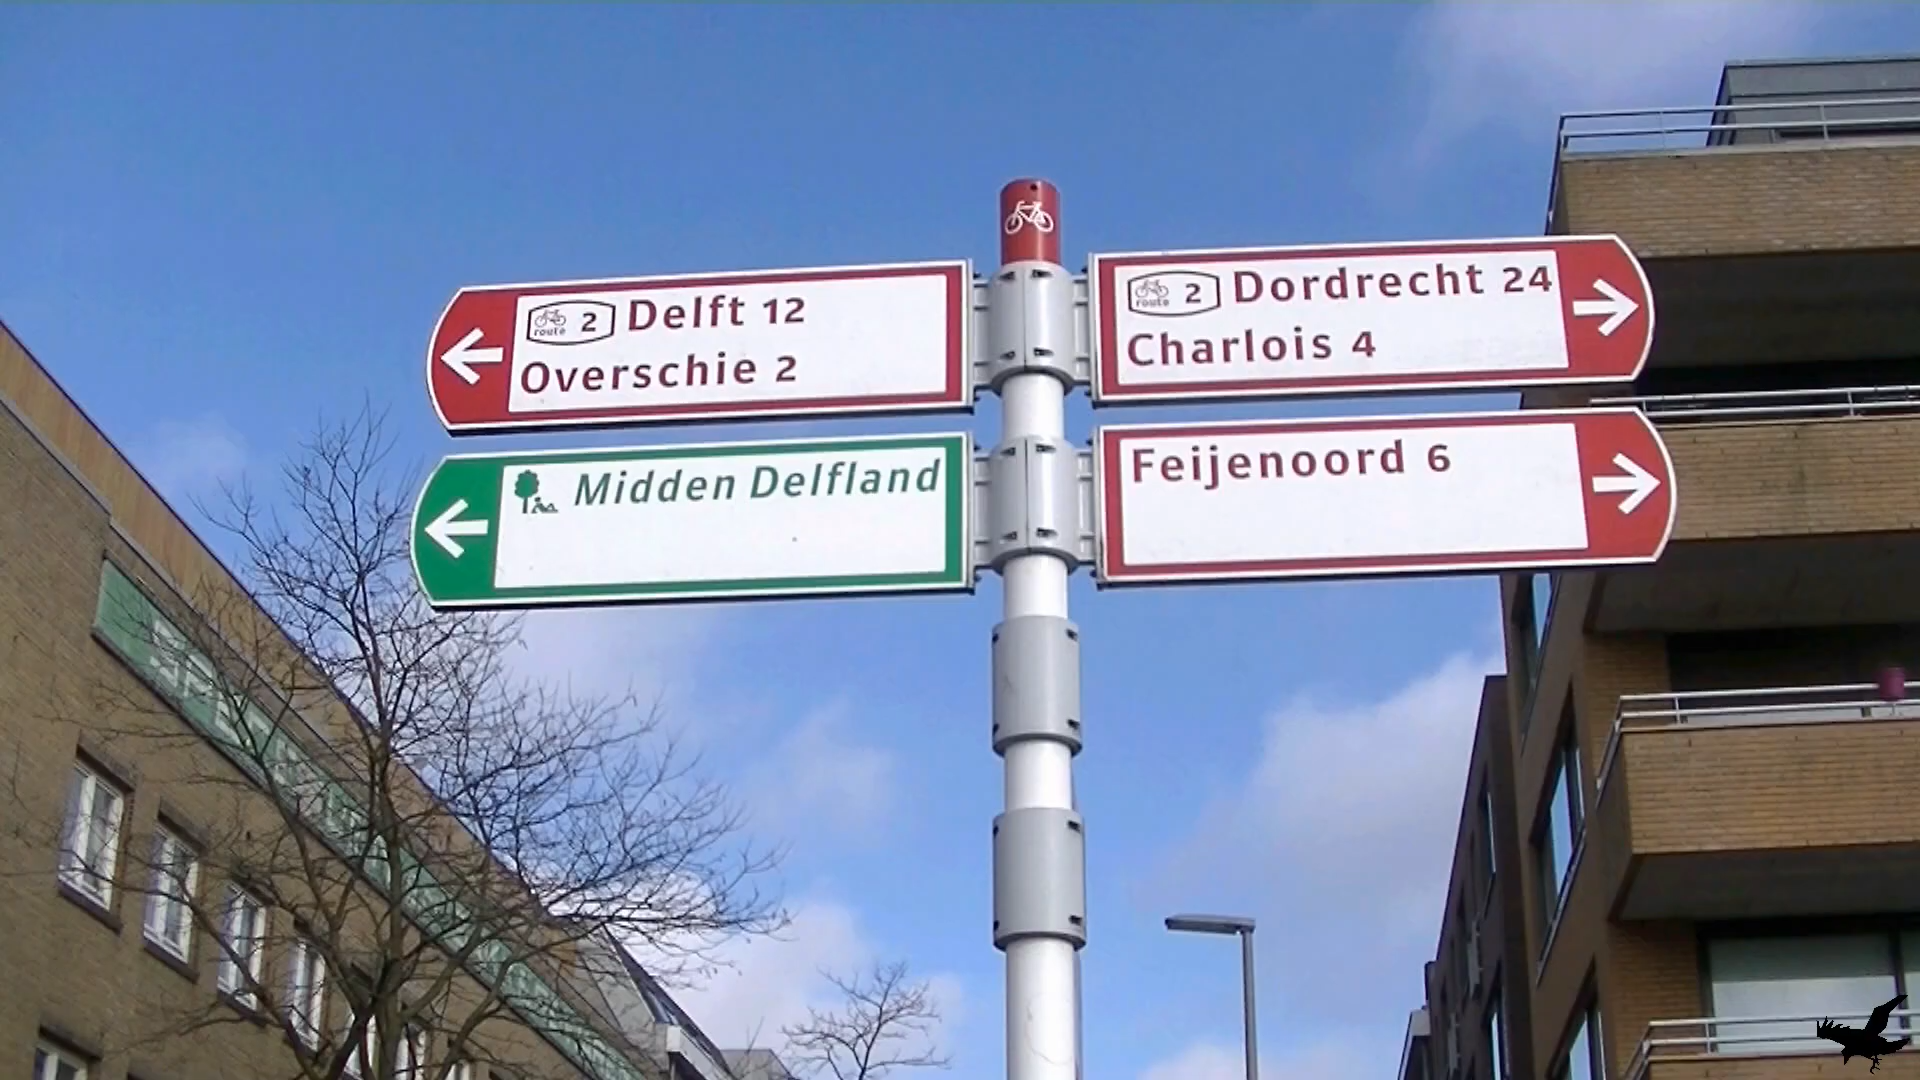 route 2 Delft 12
Overschie 2
Midden Delfland
route 2 Dordrecht 24
Charlois 4
Feijenoord 6